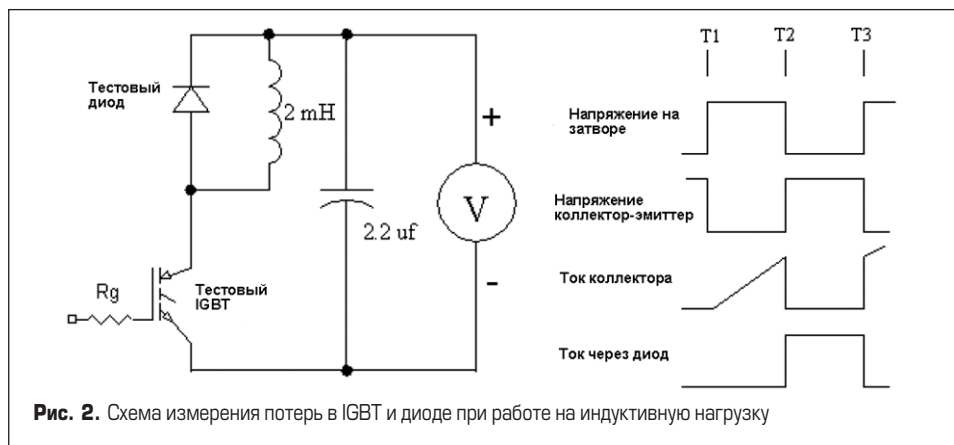 Тестовый
диод
2 mH
2.2 uf
+
V
-
Rg
Тестовый
IGBT
T1 T2 T3
Напряжение на
затворе
Напряжение
коллектор-эмиттер
Ток коллектора
Ток через диод
Рис. 2. Схема измерения потерь в IGBT и диоде при работе на индуктивную нагрузку